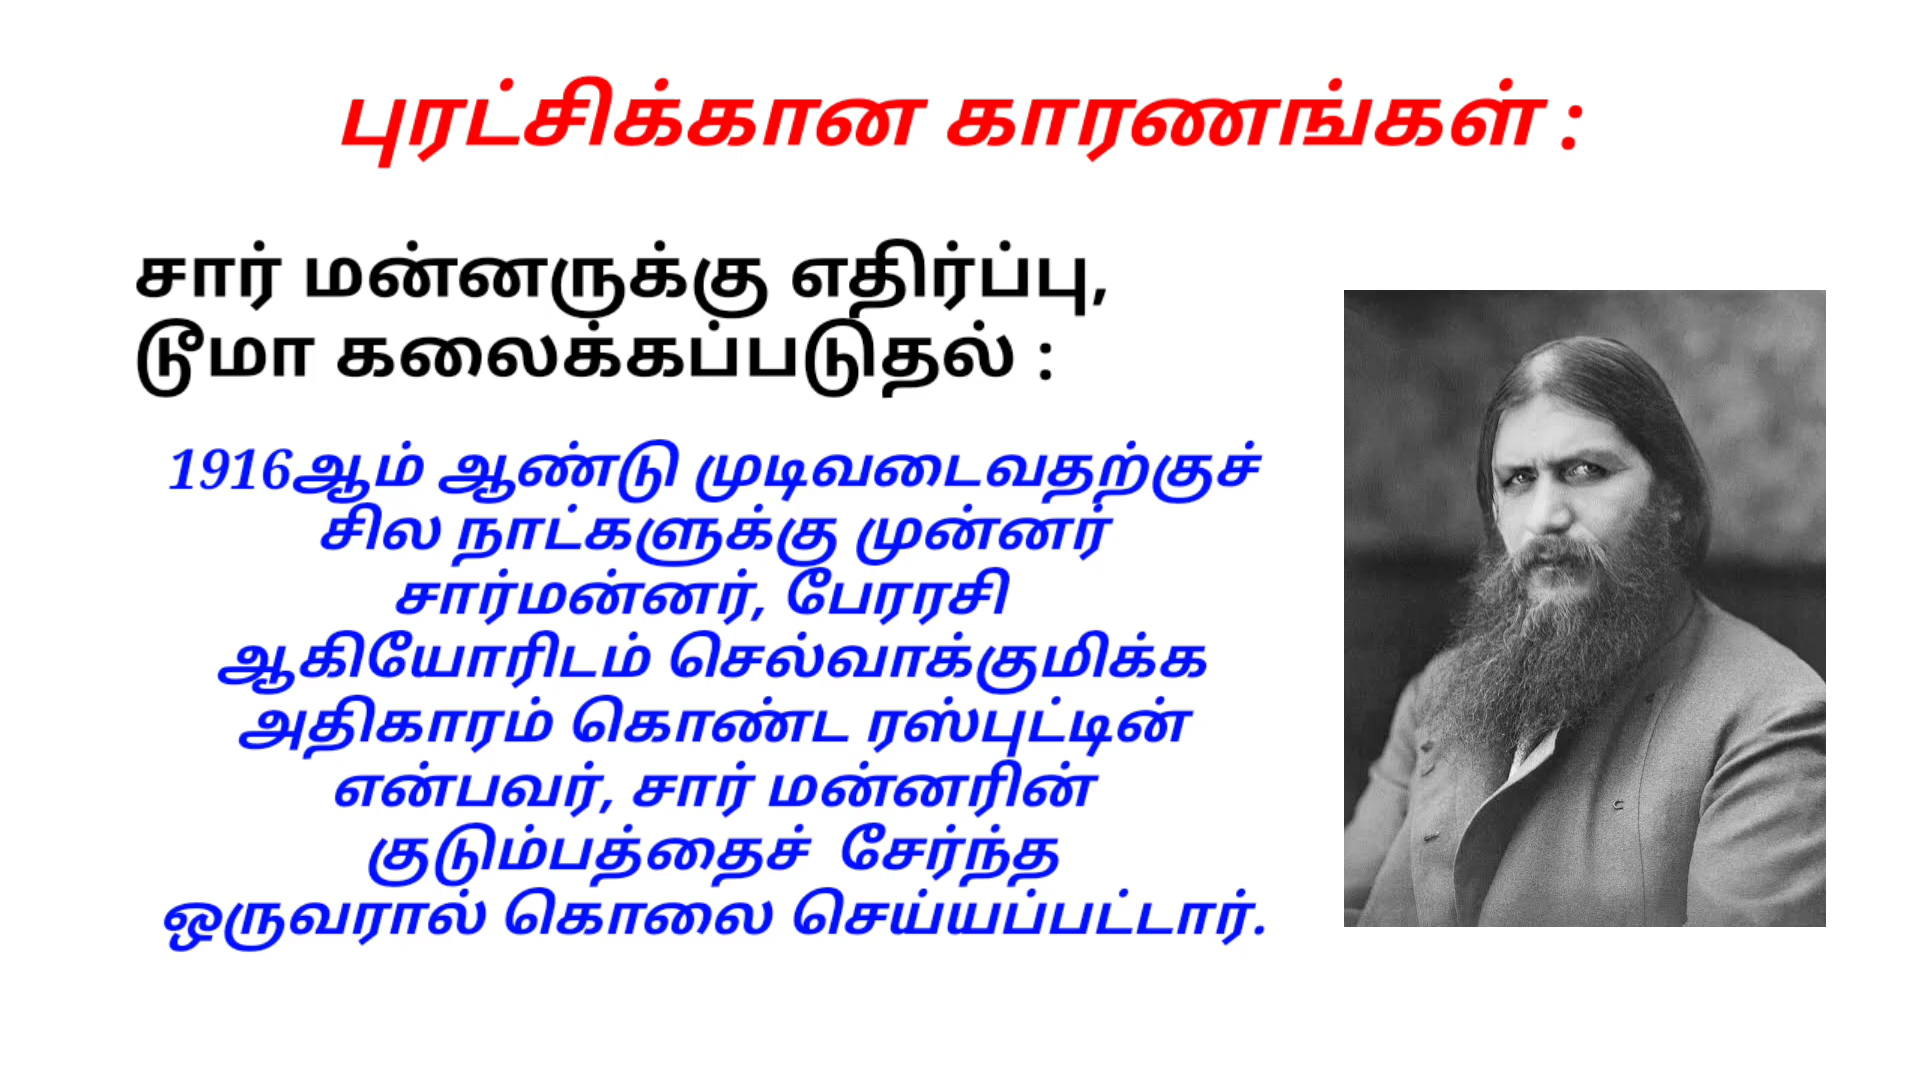 புரட்சிக்கான காரணங்கள் :
சார் மன்னருக்கு எதிர்ப்பு,
டூமா கலைக்கப்படுதல் :
1916ஆம் ஆண்டு முடிவடைவதற்குச்
சில நாட்களுக்கு முன்னர்
சார்மன்னர், பேரரசி
ஆகியோரிடம் செல்வாக்குமிக்க
அதிகாரம் கொண்ட ரஸ்புட்டின்
என்பவர், சார் மன்னரின்
குடும்பத்தைச் சேர்ந்த
ஒருவரால் கொலை செய்யப்பட்டார்.